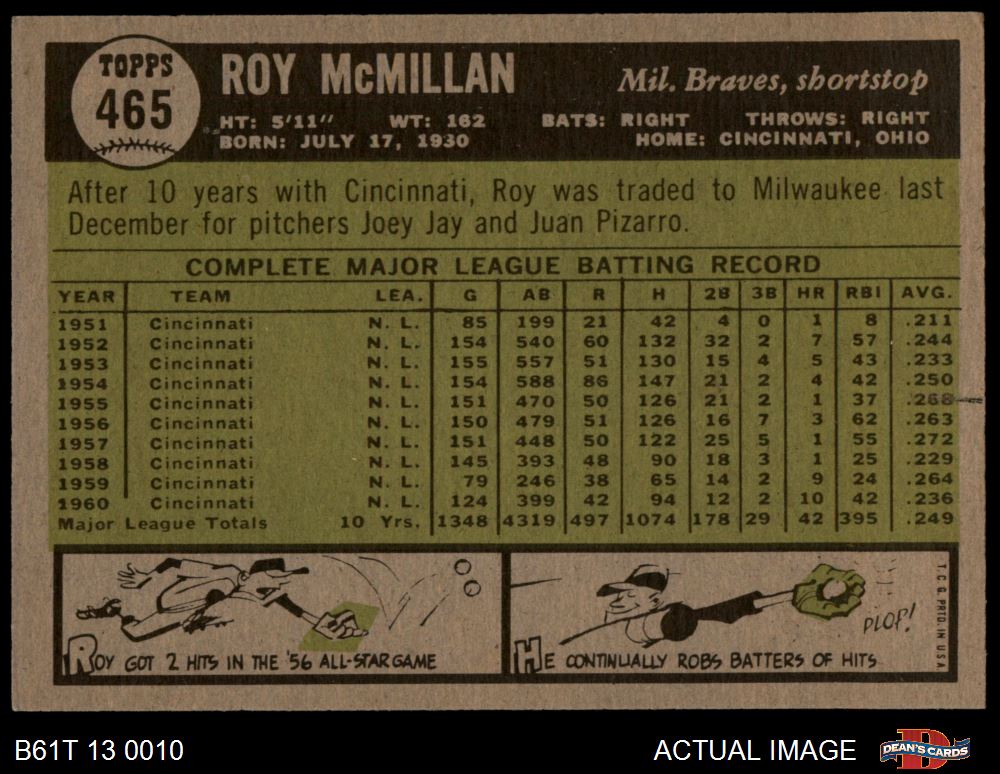 TOPPS
465
ROY McMILLAN
Mil. Braves, shortstop
HT: 5'11" WT: 162 BATS: RIGHT THROWS: RIGHT
BORN: JULY 17, 1930 HOME: CINCINNATI, OHIO
After 10 years with Cincinnati, Roy was traded to Milwaukee last
December for pitchers Joey Jay and Juan Pizarro.
COMPLETE MAJOR LEAGUE BATTING RECORD
YEAR TEAM LEA. G AB R H 2B 3B HR RBI AVG.
1951 Cincinnati N. L. 85 199 21 42 4 0 1 8 .211
1952 Cincinnati N. L. 154 540 60 132 32 2 7 57 .244
1953 Cincinnati N. L. 155 557 51 130 15 4 5 43 .233
1954 Cincinnati N. L. 154 588 86 147 21 2 4 42 .250
1955 Cincinnati N. L. 151 470 50 126 21 2 1 37 .268
1956 Cincinnati N. L. 150 479 51 126 16 7 3 62 .263
1957 Cincinnati N. L. 151 448 50 122 25 5 1 55 .272
1958 Cincinnati N. L. 145 393 48 90 18 3 1 25 .229
1959 Cincinnati N. L. 79 246 38 65 14 2 9 24 .264
1960 Cincinnati N. L. 124 399 42 94 12 2 10 42 .236
Major League Totals 10 Yrs. 1348 4319 497 1074 178 29 42 395 .249
ROY GOT 2 HITS IN THE '56 ALL-STAR GAME
PLOP!
HE CONTINUALLY ROBS BATTERS OF HITS
T.C.G. PRTD. IN U.S.A.
B61T 13 0010
ACTUAL IMAGE
DEAN'S CARDS